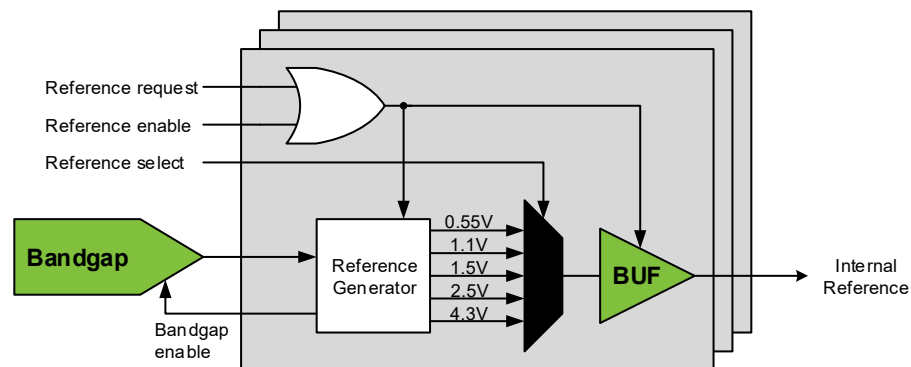 Reference request
Reference enable
Reference select
Bandgap
Reference
Generator
0.55V
1.1V
1.5V
2.5V
4.3V
BUF
Internal
Reference
Bandgap
enable